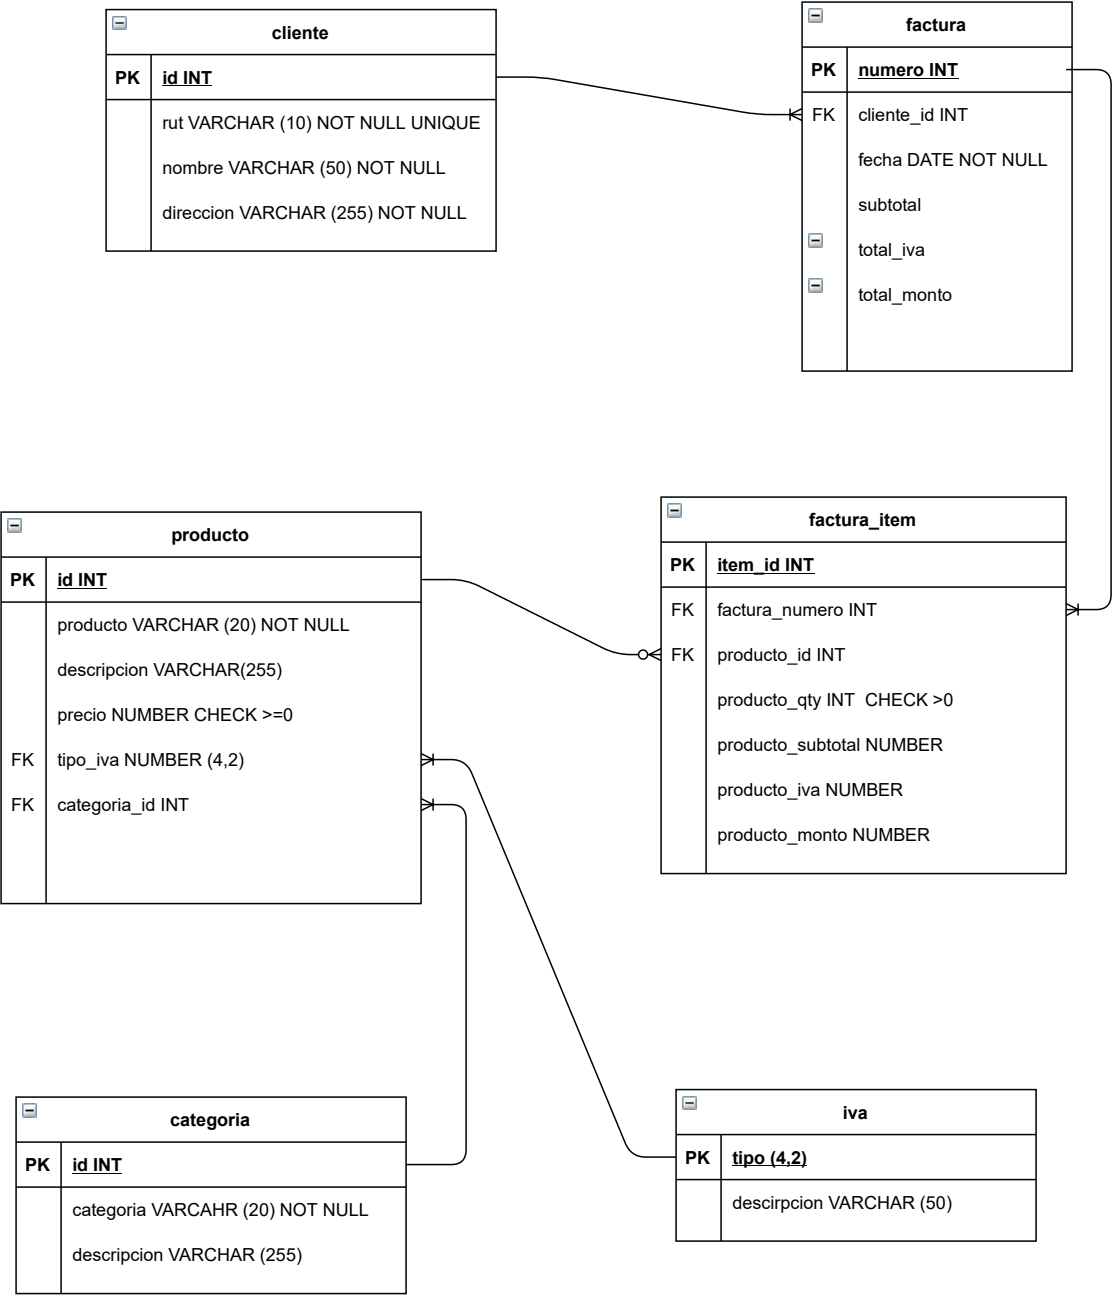 cliente
PK id INT
rut VARCHAR (10) NOT NULL UNIQUE
nombre VARCHAR (50) NOT NULL
direccion VARCHAR (255) NOT NULL
factura
PK numero INT
FK cliente_id INT
fecha DATE NOT NULL
subtotal
total_iva
total_monto
producto
PK id INT
producto VARCHAR (20) NOT NULL
descripcion VARCHAR(255)
precio NUMBER CHECK >=0
FK tipo_iva NUMBER (4,2)
FK categoria_id INT
factura_item
PK item_id INT
FK factura_numero INT
FK producto_id INT
producto_qty INT  CHECK >0
producto_subtotal NUMBER
producto_iva NUMBER
producto_monto NUMBER
categoria
PK id INT
categoria VARCAHR (20) NOT NULL
descripcion VARCHAR (255)
iva
PK tipo (4,2)
descirpcion VARCHAR (50)